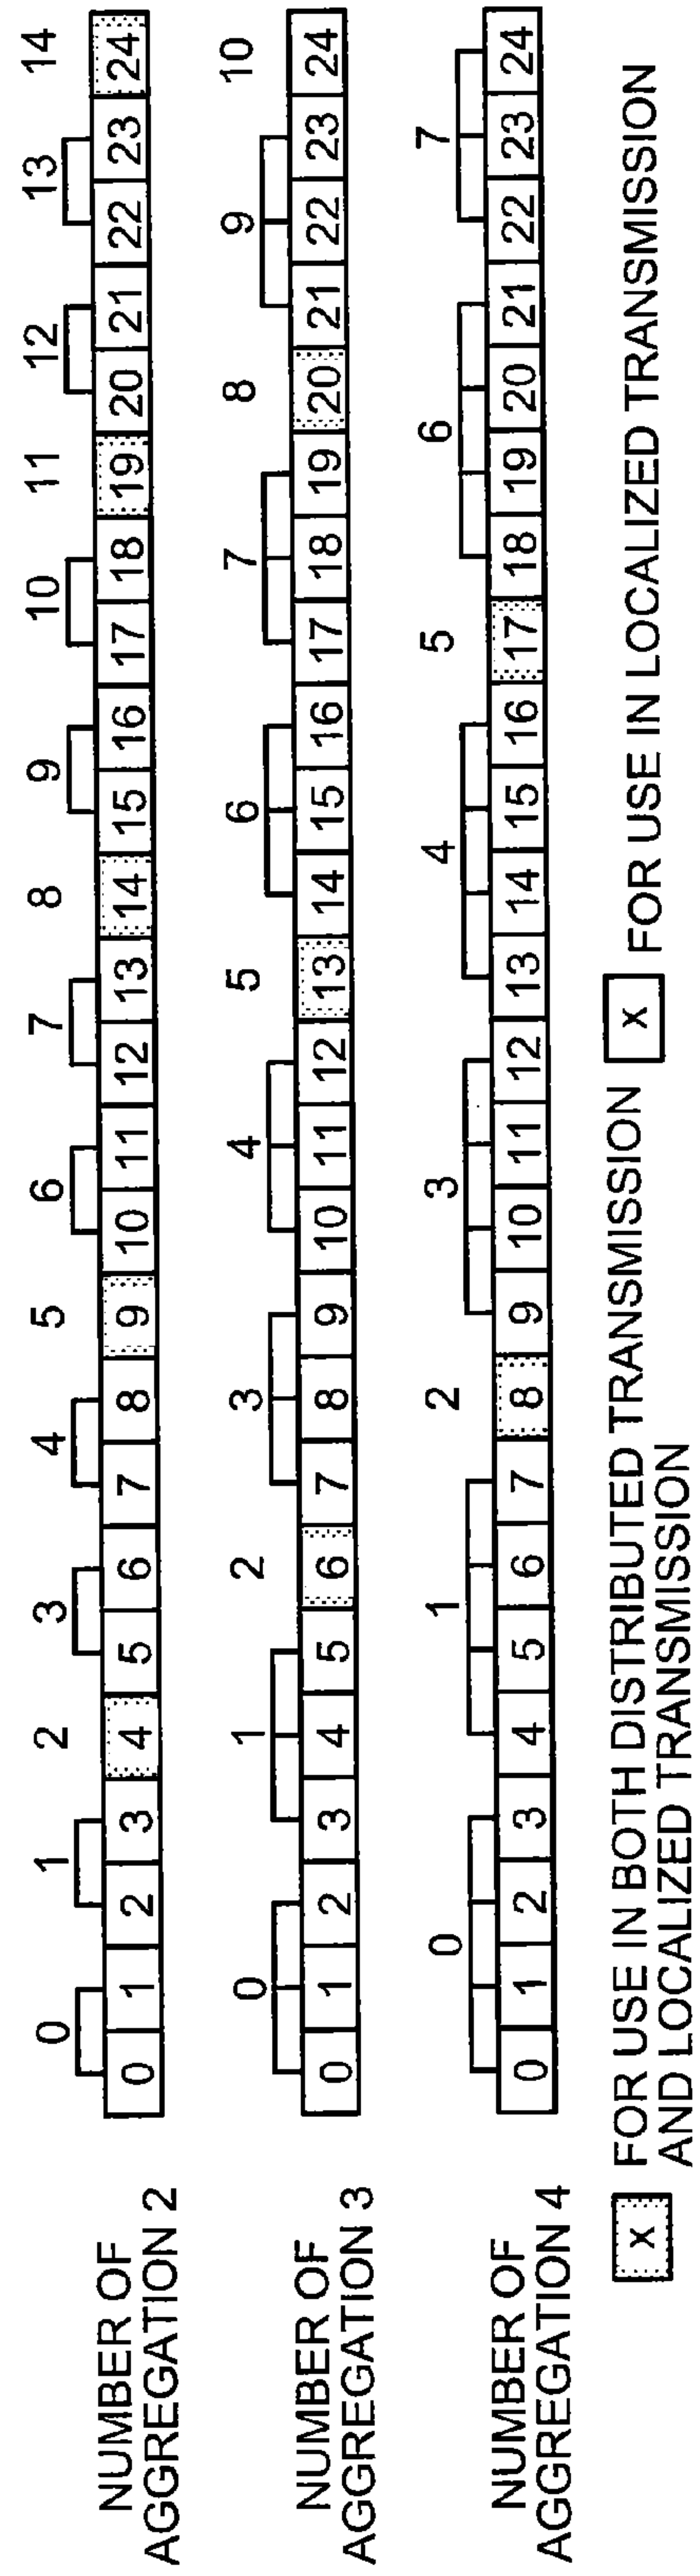 0 1 2 3 4 5 6 7 8 9 10 11 12 13 14
NUMBER OF
AGGREGATION 2
0 1 2 3 4 5 6 7 8 9 10 11 12 13 14 15 16 17 18 19 20 21 22 23 24
0 1 2 3 4 5 6 7 8 9 10
NUMBER OF
AGGREGATION 3
0 1 2 3 4 5 6 7 8 9 10 11 12 13 14 15 16 17 18 19 20 21 22 23 24
0 1 2 3 4 5 6 7
NUMBER OF
AGGREGATION 4
0 1 2 3 4 5 6 7 8 9 10 11 12 13 14 15 16 17 18 19 20 21 22 23 24
X FOR USE IN BOTH DISTRIBUTED TRANSMISSION
AND LOCALIZED TRANSMISSION
X FOR USE IN LOCALIZED TRANSMISSION